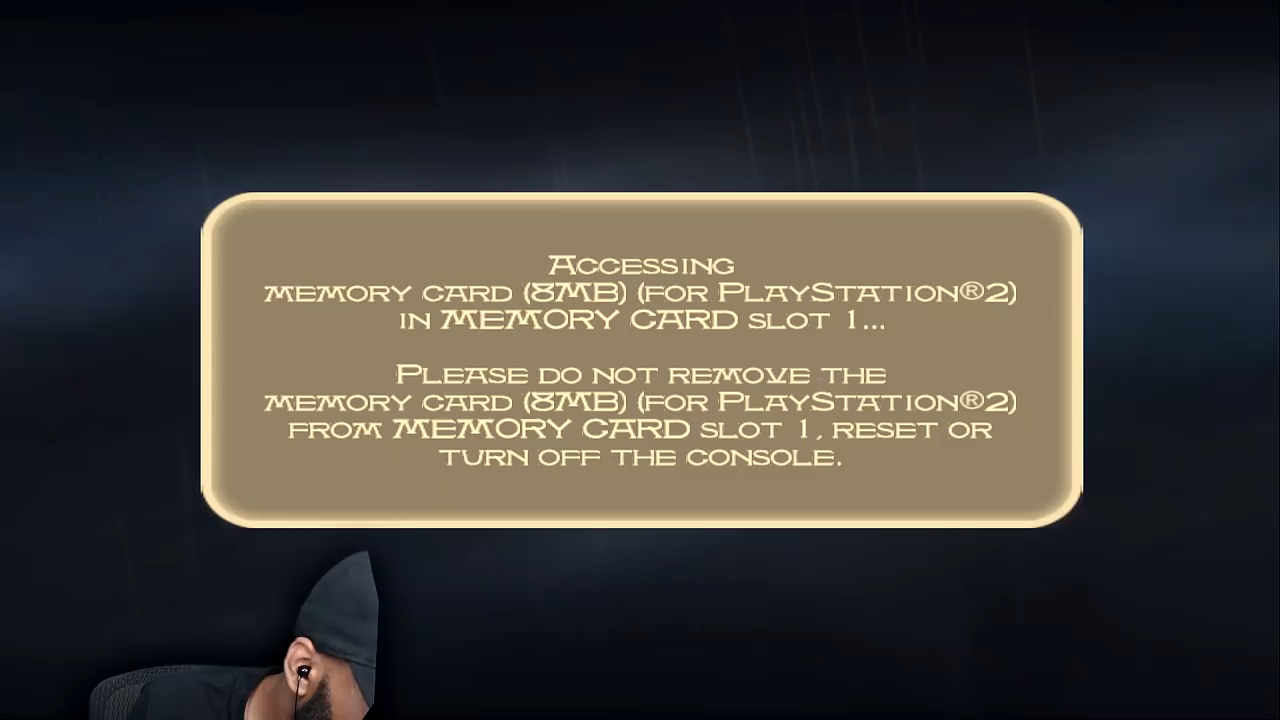 Accessing
memory card (8MB) (for PlayStation®2)
in MEMORY CARD slot 1...
Please do not remove the
memory card (8MB) (for PlayStation®2)
from MEMORY CARD slot 1, reset or
turn off the console.